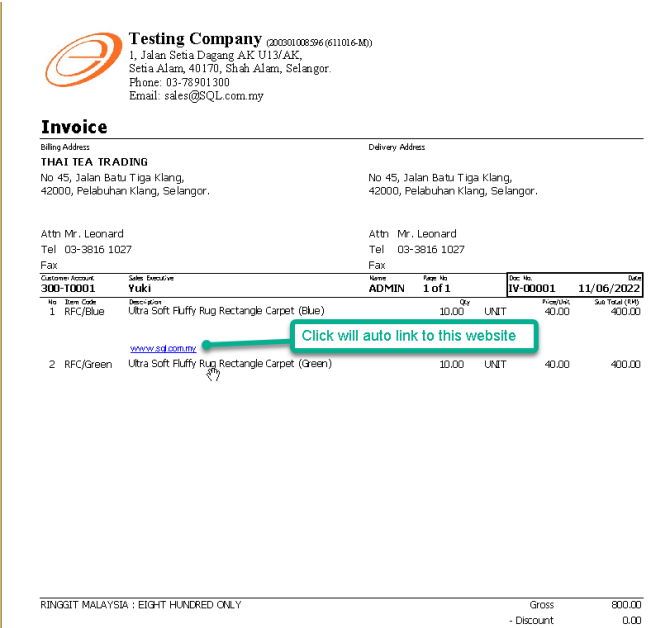 Testing Company (200301008596 (611016-M))
1, Jalan Setia Dagang AK U13/AK,
Setia Alam, 40170, Shah Alam, Selangor.
Phone: 03-78901300
Email: sales@SQL.com.my
Invoice
Billing Address
THAI TEA TRADING
No 45, Jalan Batu Tiga Klang,
42000, Pelabuhan Klang, Selangor.
Attn Mr. Leonard
Tel 03-3816 1027
Fax
Delivery Address
No 45, Jalan Batu Tiga Klang,
42000, Pelabuhan Klang, Selangor.
Attn Mr. Leonard
Tel 03-3816 1027
Fax
Customer Account Sales Executive Name Page No Doc No. Date
300-T0001 Yuki ADMIN 1 of 1 IV-00001 11/06/2022
No Item Code Description Qty Price/Unit Sub Total (RM)
1 RFC/Blue Ultra Soft Fluffy Rug Rectangle Carpet (Blue) 10.00 UNIT 40.00 400.00
Click will auto link to this website
www.sql.com.my
2 RFC/Green Ultra Soft Fluffy Rug Rectangle Carpet (Green) 10.00 UNIT 40.00 400.00
RINGGIT MALAYSIA : EIGHT HUNDRED ONLY Gross 800.00
- Discount 0.00